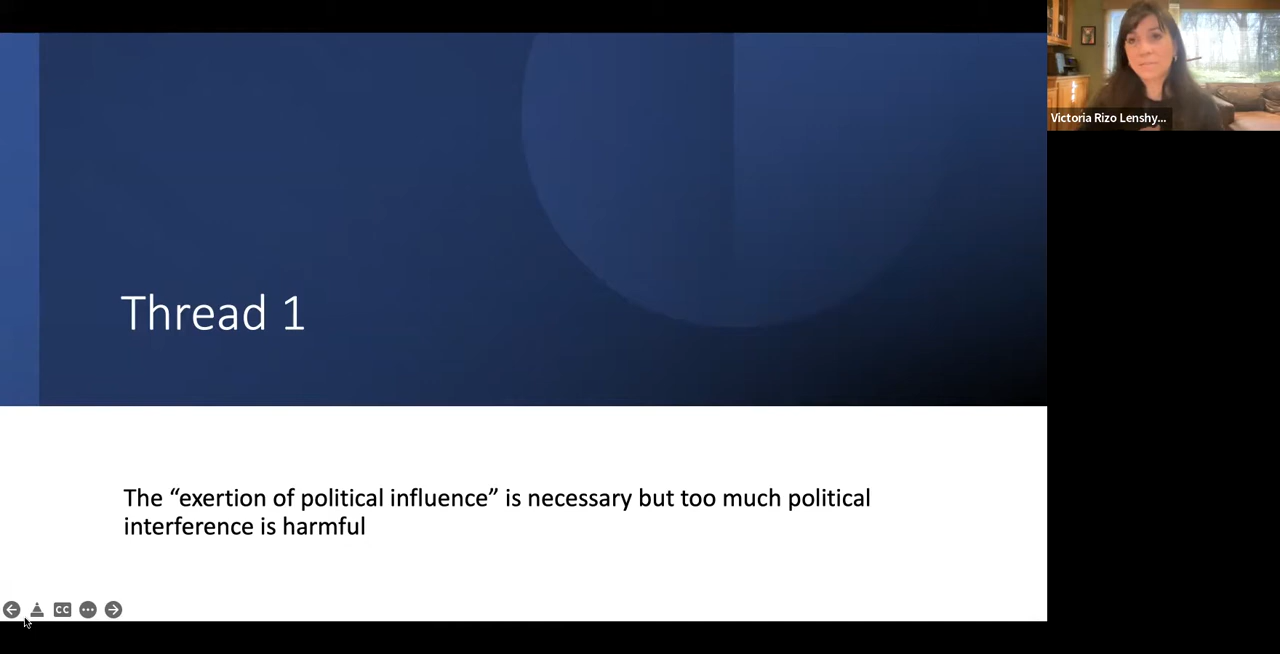 Victoria Rizo Lenshy...
Thread 1
The “exertion of political influence” is necessary but too much political
interference is harmful
CC